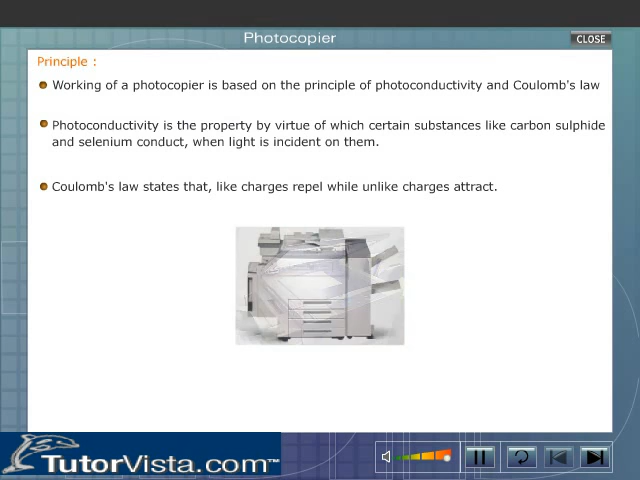 Photocopier
CLOSE
Principle :
Working of a photocopier is based on the principle of photoconductivity and Coulomb's law
Photoconductivity is the property by virtue of which certain substances like carbon sulphide
and selenium conduct, when light is incident on them.
Coulomb's law states that, like charges repel while unlike charges attract.
TutorVista.com™